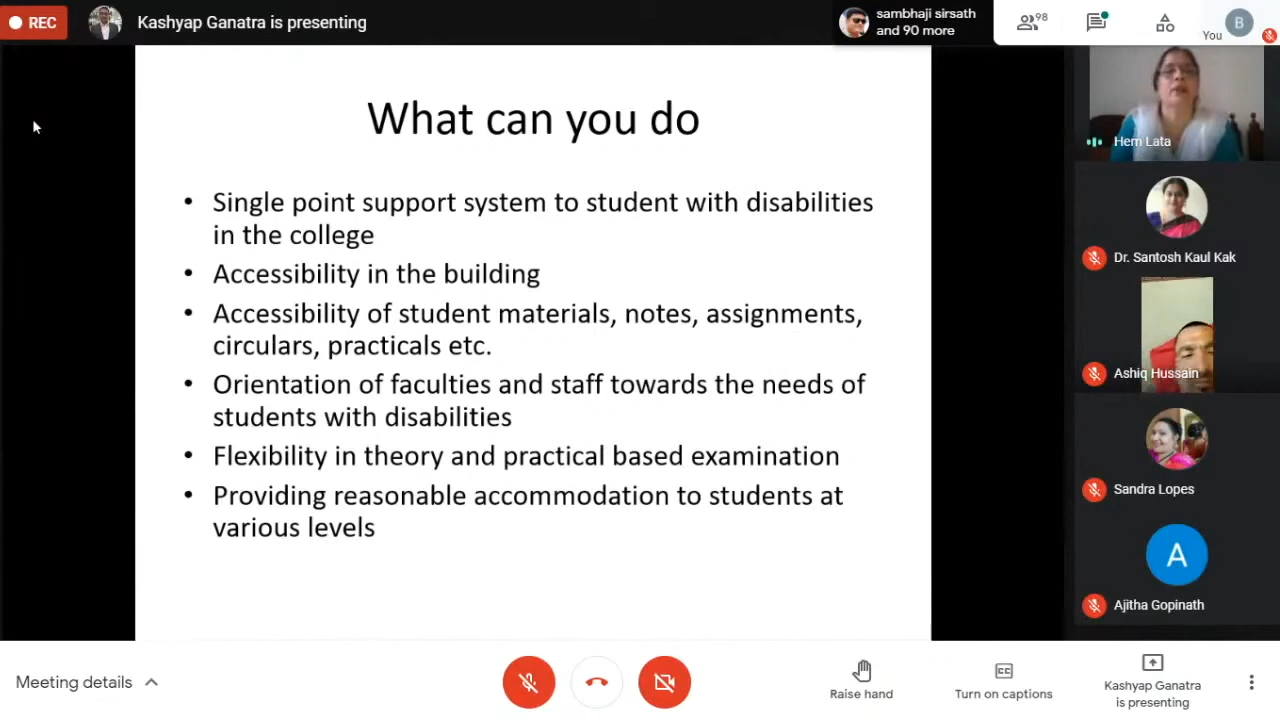 REC
Kashyap Ganatra is presenting
sambhaji sirsath
and 90 more
98
You
B
What can you do
• Single point support system to student with disabilities
in the college
• Accessibility in the building
• Accessibility of student materials, notes, assignments,
circulars, practicals etc.
• Orientation of faculties and staff towards the needs of
students with disabilities
• Flexibility in theory and practical based examination
• Providing reasonable accommodation to students at
various levels
Hem Lata
Dr. Santosh Kaul Kak
Ashiq Hussain
Sandra Lopes
A
Ajitha Gopinath
Meeting details
Raise hand
CC
Turn on captions
Kashyap Ganatra
is presenting